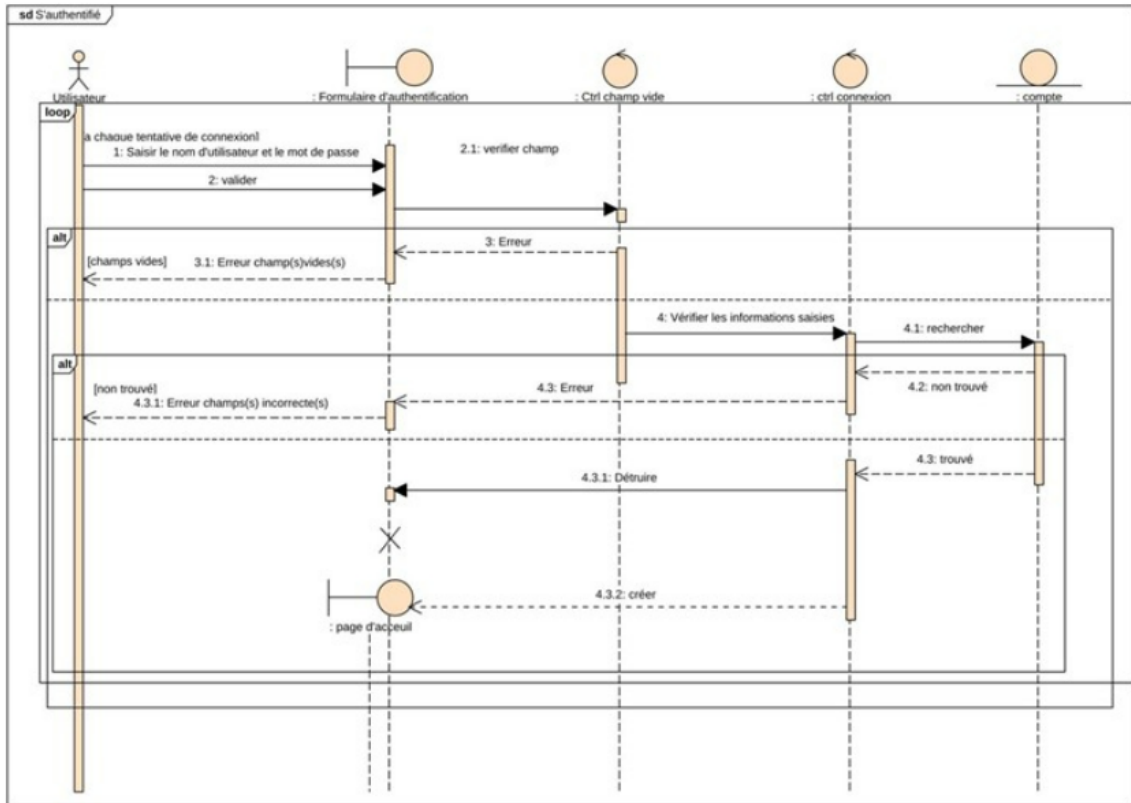 sd S'authentifié
Utilisateur
: Formulaire d'authentification
: Ctrl champ vide
: ctrl connexion
: compte
loop
a chaque tentative de connexion]
1: Saisir le nom d'utilisateur et le mot de passe
2.1: verifier champ
2: valider
alt
3: Erreur
[champs vides]
3.1: Erreur champ(s)vides(s)
4: Vérifier les informations saisies
4.1: rechercher
alt
4.2: non trouvé
[non trouvé]
4.3: Erreur
4.3.1: Erreur champs(s) incorrecte(s)
4.3: trouvé
4.3.1: Détruire
4.3.2: créer
: page d'acceuil